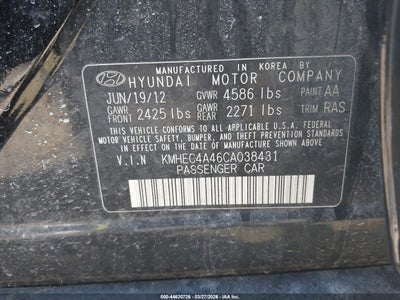 MANUFACTURED IN KOREA BY
HYUNDAI MOTOR COMPANY
JUN/19/12 GVWR 4586 lbs PAINT AA
GAWR FRONT 2425 lbs GAWR REAR 2271 lbs TRIM RAS
THIS VEHICLE CONFORMS TO ALL APPLICABLE U.S.A. FEDERAL
MOTOR VEHICLE SAFETY, BUMPER, AND THEFT PREVENTION STANDARDS
IN EFFECT ON THE DATE OF MANUFACTURE SHOWN ABOVE.
V.I.N KMHEC4A46CA038431
PASSENGER CAR
000-44620726 - 03/27/2026 - IAA